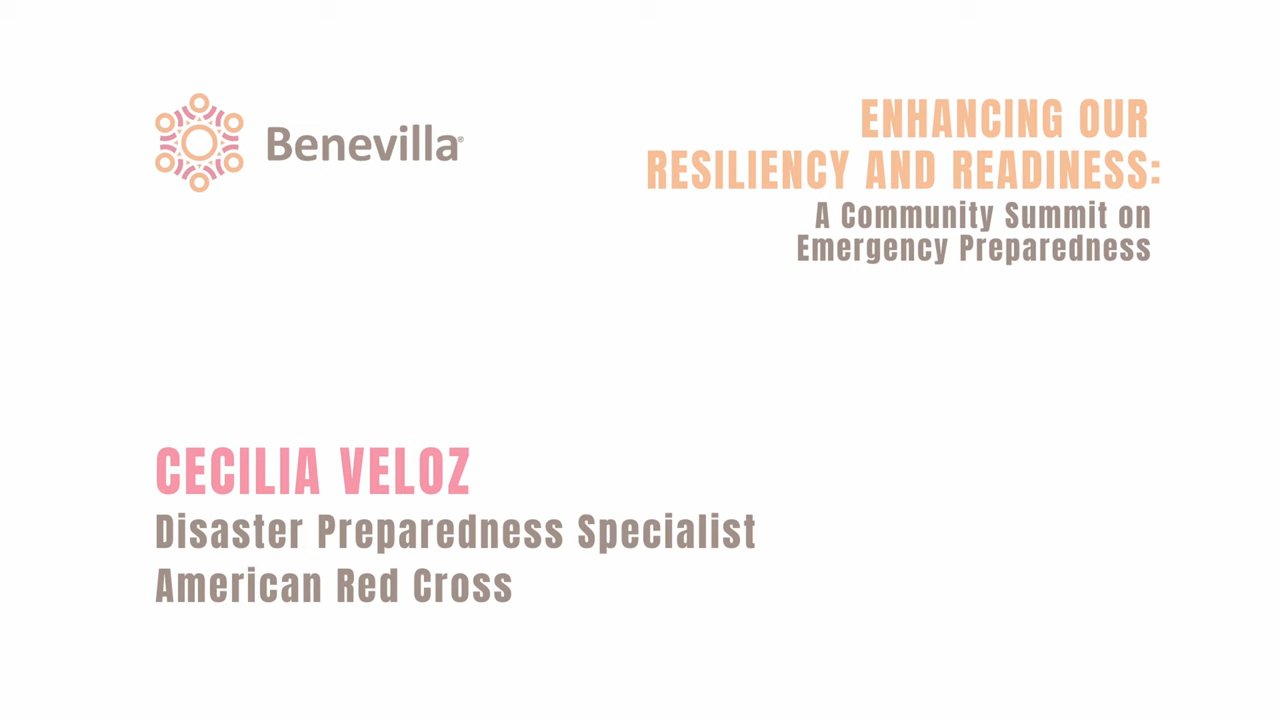 Benevilla®
ENHANCING OUR
RESILIENCY AND READINESS:
A Community Summit on
Emergency Preparedness
CECILIA VELOZ
Disaster Preparedness Specialist
American Red Cross